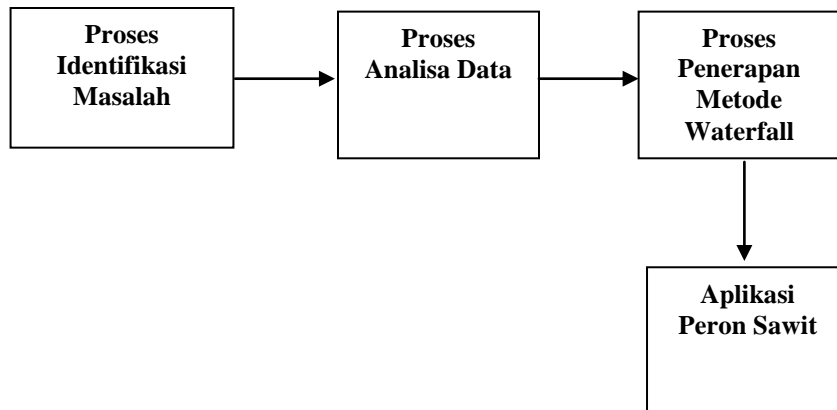 Proses
Identifikasi
Masalah
Proses
Analisa Data
Proses
Penerapan
Metode
Waterfall
Aplikasi
Peron Sawit